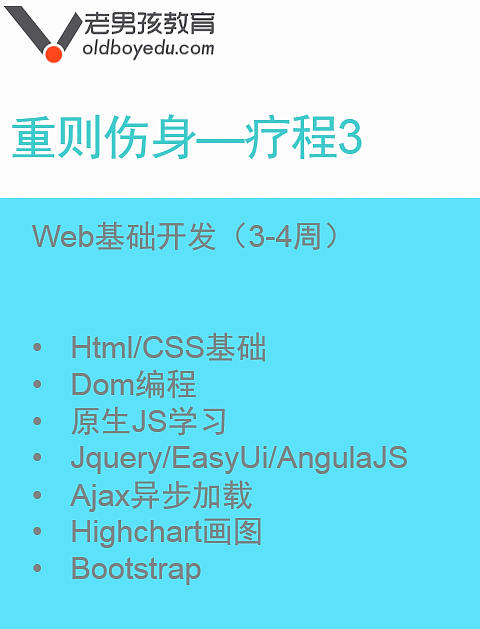 老男孩教育
oldboyedu.com
重则伤身—疗程3
Web基础开发（3-4周）
• Html/CSS基础
• Dom编程
• 原生JS学习
• Jquery/EasyUi/AngulaJS
• Ajax异步加载
• Highchart画图
• Bootstrap